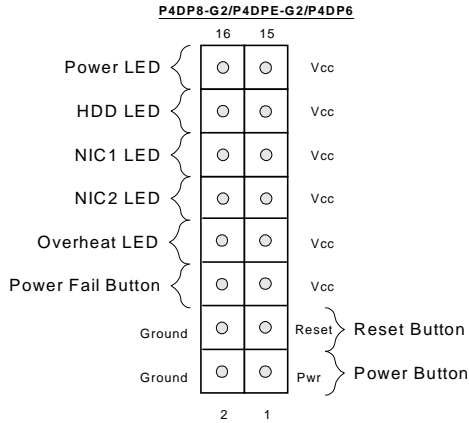 P4DP8-G2/P4DPE-G2/P4DP6
16 15
Power LED Vcc
HDD LED Vcc
NIC1 LED Vcc
NIC2 LED Vcc
Overheat LED Vcc
Power Fail Button Vcc
Ground Reset Reset Button
Ground Pwr Power Button
2 1